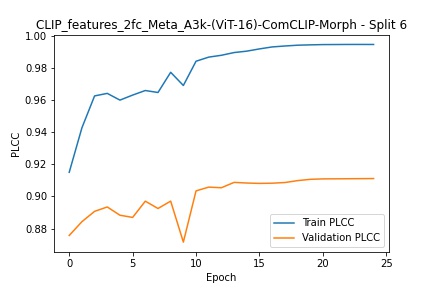 CLIP_features_2fc_Meta_A3k-(ViT-16)-ComCLIP-Morph - Split 6
1.00
0.98
0.96
0.94
0.92
0.90
0.88
PLCC
Train PLCC
Validation PLCC
0 5 10 15 20 25
Epoch